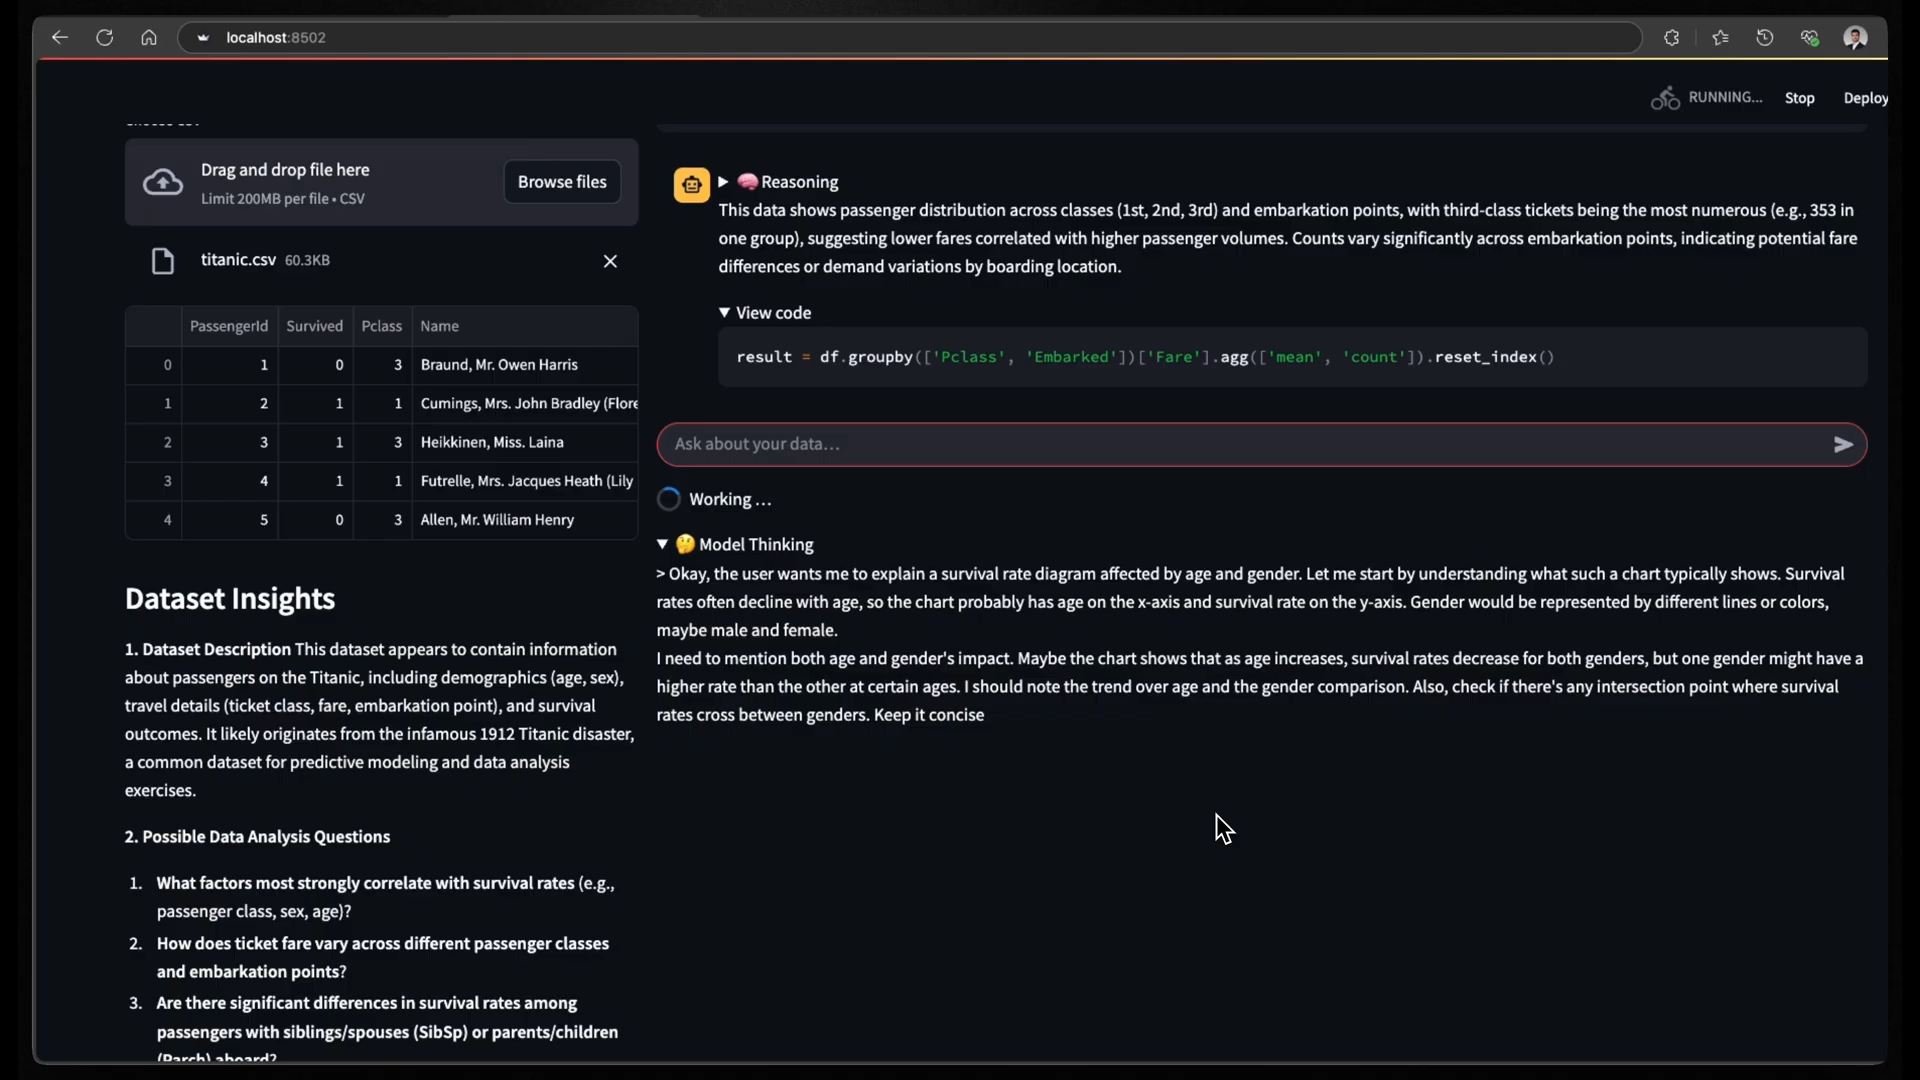 localhost:8502
RUNNING...
Stop
Deploy
Drag and drop file here
Limit 200MB per file • CSV
Browse files
titanic.csv 60.3KB
PassengerId Survived Pclass Name
0 1 0 3 Braund, Mr. Owen Harris
1 2 1 1 Cumings, Mrs. John Bradley (Flore
2 3 1 3 Heikkinen, Miss. Laina
3 4 1 1 Futrelle, Mrs. Jacques Heath (Lily
4 5 0 3 Allen, Mr. William Henry
Dataset Insights
1. Dataset Description This dataset appears to contain information
about passengers on the Titanic, including demographics (age, sex),
travel details (ticket class, fare, embarkation point), and survival
outcomes. It likely originates from the infamous 1912 Titanic disaster,
a common dataset for predictive modeling and data analysis
exercises.
2. Possible Data Analysis Questions
1. What factors most strongly correlate with survival rates (e.g.,
passenger class, sex, age)?
2. How does ticket fare vary across different passenger classes
and embarkation points?
3. Are there significant differences in survival rates among
passengers with siblings/spouses (SibSp) or parents/children
(Parch) aboard?
Reasoning
This data shows passenger distribution across classes (1st, 2nd, 3rd) and embarkation points, with third-class tickets being the most numerous (e.g., 353 in
one group), suggesting lower fares correlated with higher passenger volumes. Counts vary significantly across embarkation points, indicating potential fare
differences or demand variations by boarding location.
View code
result = df.groupby(['Pclass', 'Embarked'])['Fare'].agg(['mean', 'count']).reset_index()
Ask about your data...
Working ...
Model Thinking
> Okay, the user wants me to explain a survival rate diagram affected by age and gender. Let me start by understanding what such a chart typically shows. Survival
rates often decline with age, so the chart probably has age on the x-axis and survival rate on the y-axis. Gender would be represented by different lines or colors,
maybe male and female.
I need to mention both age and gender's impact. Maybe the chart shows that as age increases, survival rates decrease for both genders, but one gender might have a
higher rate than the other at certain ages. I should note the trend over age and the gender comparison. Also, check if there's any intersection point where survival
rates cross between genders. Keep it concise